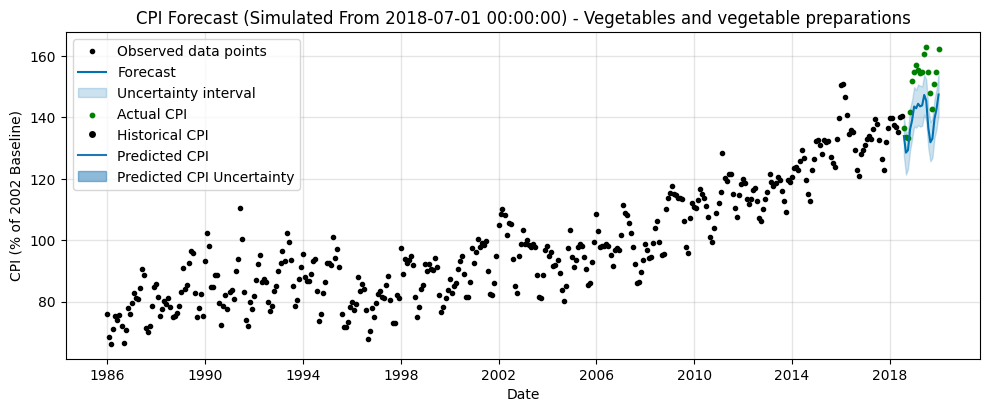 CPI Forecast (Simulated From 2018-07-01 00:00:00) - Vegetables and vegetable preparations
Observed data points
Forecast
Uncertainty interval
Actual CPI
Historical CPI
Predicted CPI
Predicted CPI Uncertainty
CPI (% of 2002 Baseline)
160
140
120
100
80
1986 1990 1994 1998 2002 2006 2010 2014 2018
Date